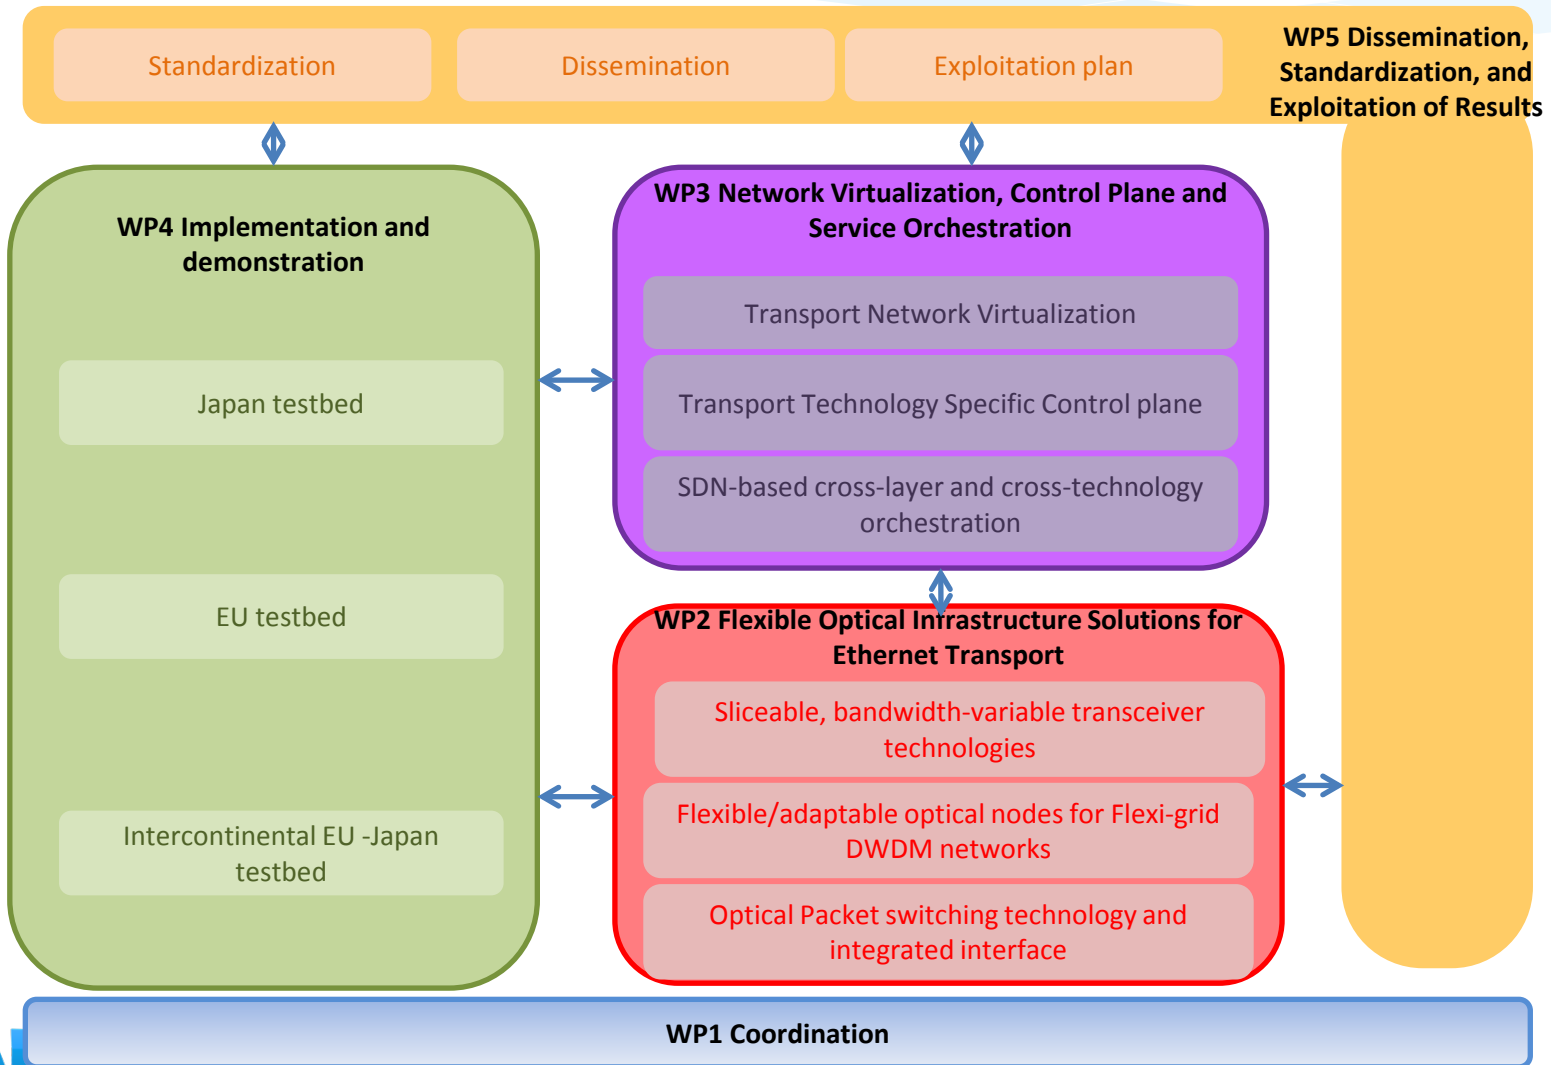 Standardization
Dissemination
Exploitation plan
WP5 Dissemination,
Standardization, and
Exploitation of Results
WP4 Implementation and
demonstration
Japan testbed
EU testbed
Intercontinental EU -Japan
testbed
WP3 Network Virtualization, Control Plane and
Service Orchestration
Transport Network Virtualization
Transport Technology Specific Control plane
SDN-based cross-layer and cross-technology
orchestration
WP2 Flexible Optical Infrastructure Solutions for
Ethernet Transport
Sliceable, bandwidth-variable transceiver
technologies
Flexible/adaptable optical nodes for Flexi-grid
DWDM networks
Optical Packet switching technology and
integrated interface
WP1 Coordination